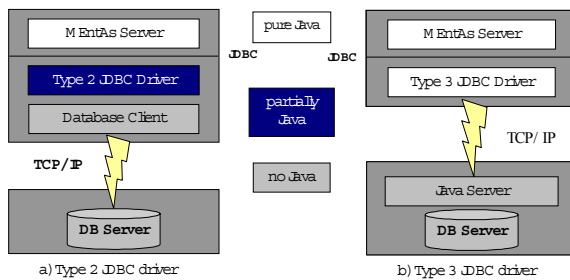 MEntAs Server
JDBC
Type 2 JDBC Driver
Database Client
TCP/IP
DB Server
a) Type 2 JDBC driver
pure Java
partially
Java
no Java
MEntAs Server
JDBC
Type 3 JDBC Driver
TCP/ IP
Java Server
DB Server
b) Type 3 JDBC driver